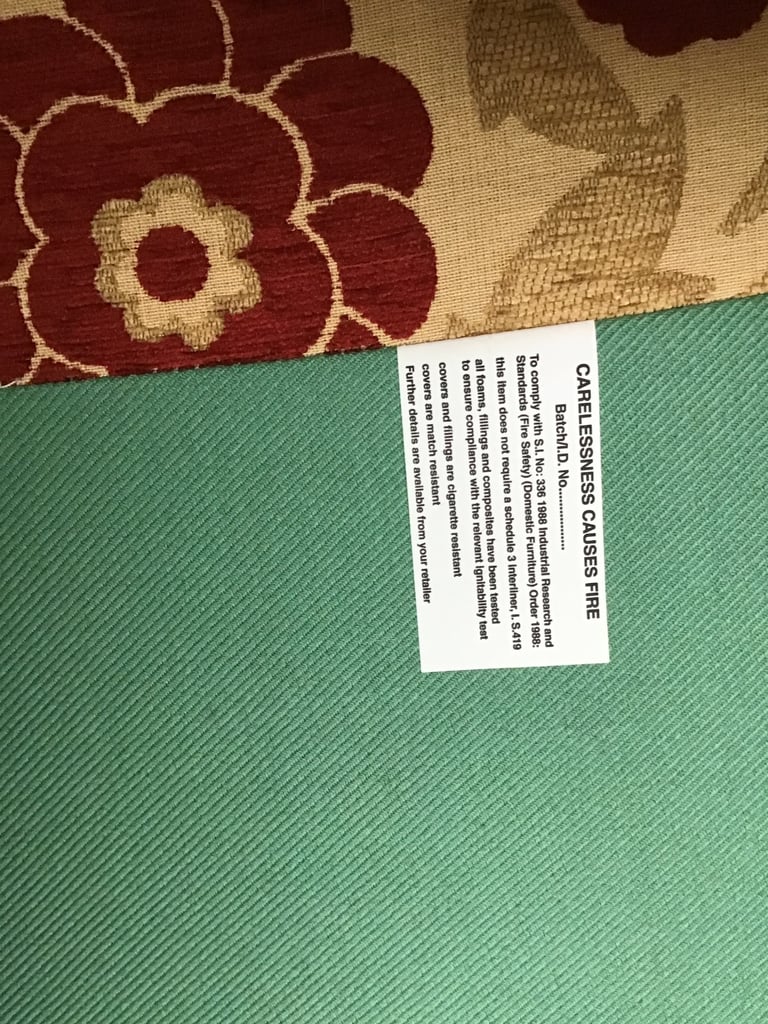 CARELESSNESS CAUSES FIRE
Batch/I.D. No...................
To comply with S.I. No: 336 1988 Industrial Research and
Standards (Fire Safety) (Domestic Furniture) Order 1988:
this item does not require a schedule 3 interliner, I. S.419
all foams, fillings and composites have been tested
to ensure compliance with the relevant ignitability test
covers and fillings are cigarette resistant
covers are match resistant
Further details are available from your retailer